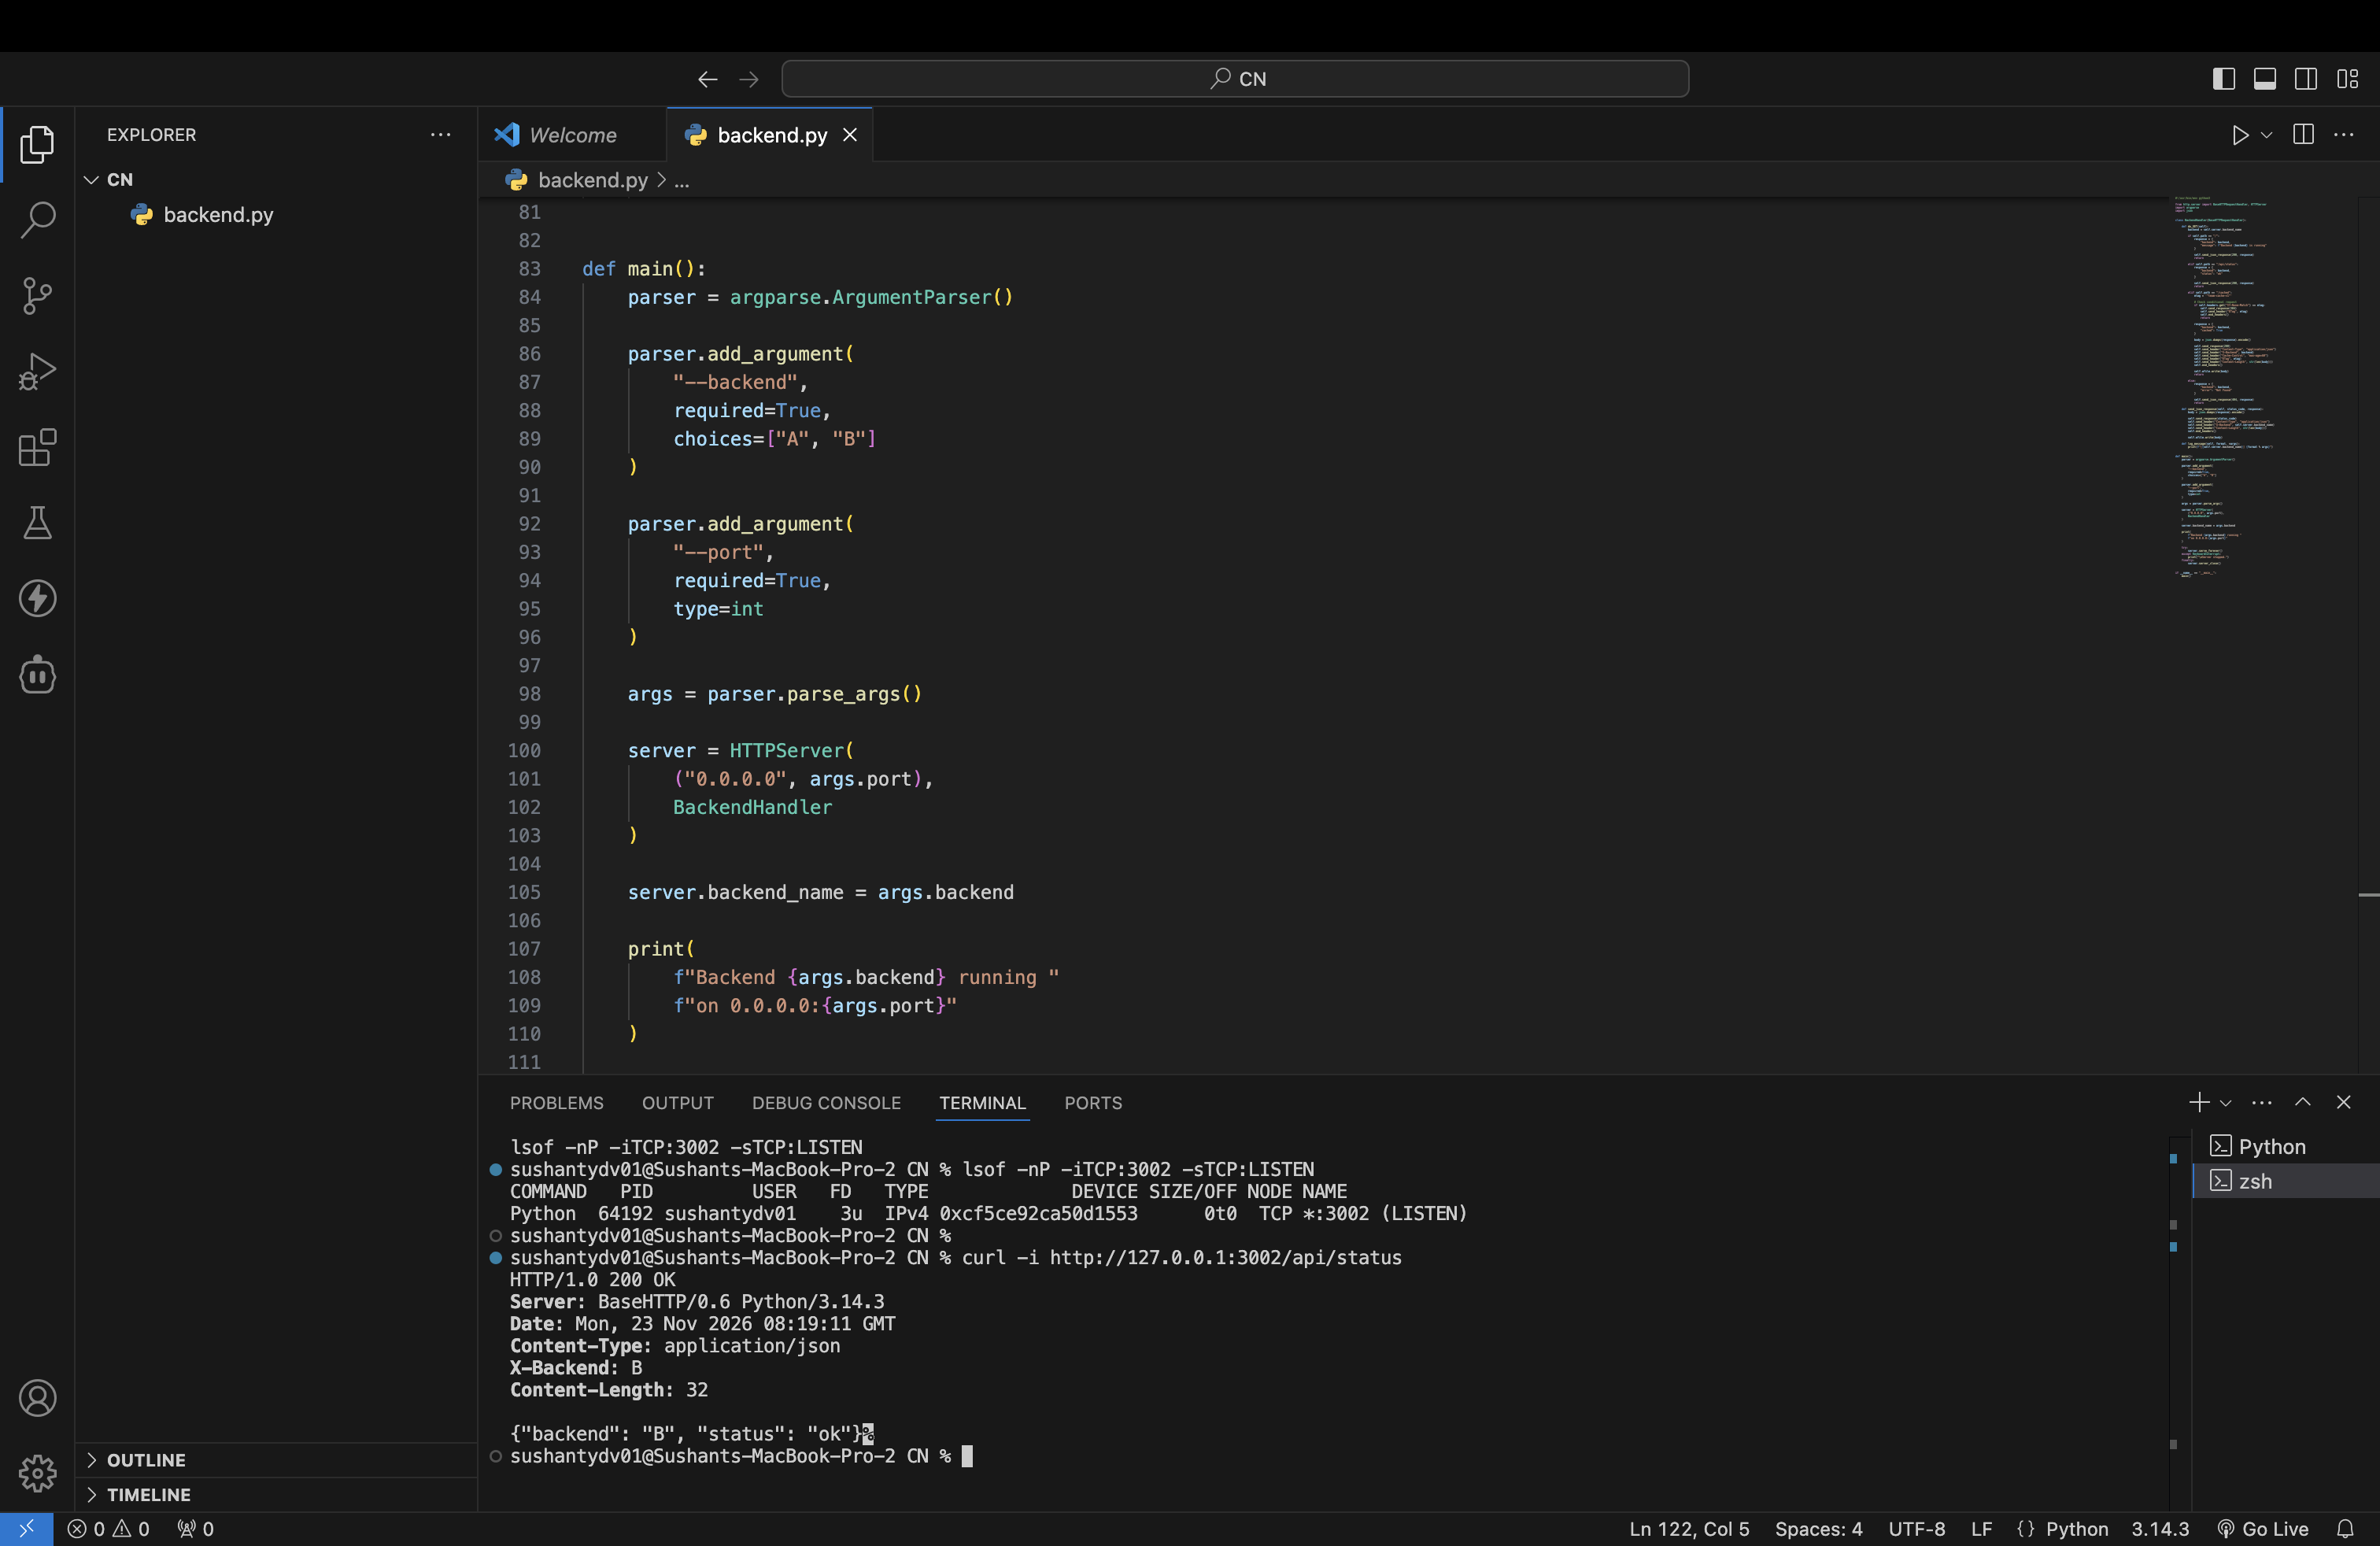 CN
EXPLORER
CN
backend.py
OUTLINE
TIMELINE
Welcome
backend.py
backend.py > ...
81
82
83 def main():
84 parser = argparse.ArgumentParser()
85
86 parser.add_argument(
87 "--backend",
88 required=True,
89 choices=["A", "B"]
90 )
91
92 parser.add_argument(
93 "--port",
94 required=True,
95 type=int
96 )
97
98 args = parser.parse_args()
99
100 server = HTTPServer(
101 ("0.0.0.0", args.port),
102 BackendHandler
103 )
104
105 server.backend_name = args.backend
106
107 print(
108 f"Backend {args.backend} running "
109 f"on 0.0.0.0:{args.port}"
110 )
111
PROBLEMS OUTPUT DEBUG CONSOLE TERMINAL PORTS
lsof -nP -iTCP:3002 -sTCP:LISTEN
sushantydv01@Sushants-MacBook-Pro-2 CN % lsof -nP -iTCP:3002 -sTCP:LISTEN
COMMAND PID USER FD TYPE DEVICE SIZE/OFF NODE NAME
Python 64192 sushantydv01 3u IPv4 0xcf5ce92ca50d1553 0t0 TCP *:3002 (LISTEN)
sushantydv01@Sushants-MacBook-Pro-2 CN %
sushantydv01@Sushants-MacBook-Pro-2 CN % curl -i http://127.0.0.1:3002/api/status
HTTP/1.0 200 OK
Server: BaseHTTP/0.6 Python/3.14.3
Date: Mon, 23 Nov 2026 08:19:11 GMT
Content-Type: application/json
X-Backend: B
Content-Length: 32
{"backend": "B", "status": "ok"}%
sushantydv01@Sushants-MacBook-Pro-2 CN %
Python
zsh
0 0 0
Ln 122, Col 5 Spaces: 4 UTF-8 LF {} Python 3.14.3 Go Live